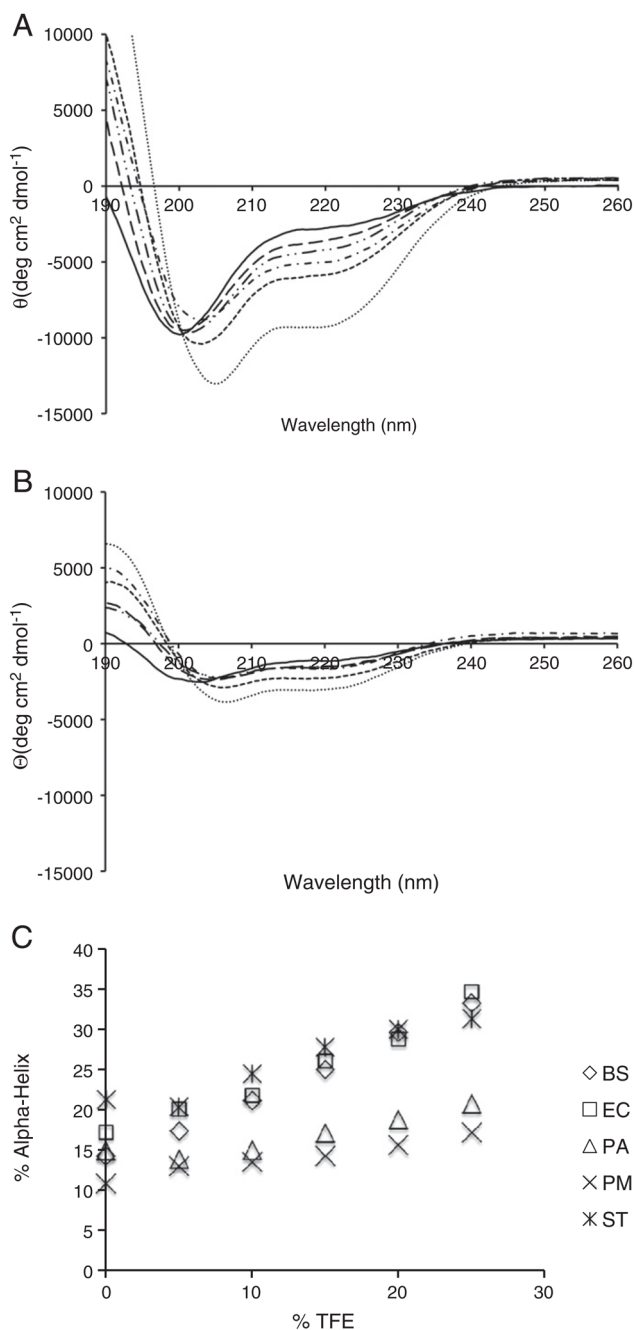 A
10000
5000
0
-5000
-10000
-15000
190 200 210 220 230 240 250 260
θ(deg cm² dmol⁻¹)
Wavelength (nm)
B
10000
5000
0
-5000
-10000
-15000
190 200 210 220 230 240 250 260
Θ(deg cm² dmol⁻¹)
Wavelength (nm)
C
40
35
30
25
20
15
10
5
0
% Alpha-Helix
0 10 20 30
% TFE
BS
EC
PA
PM
ST